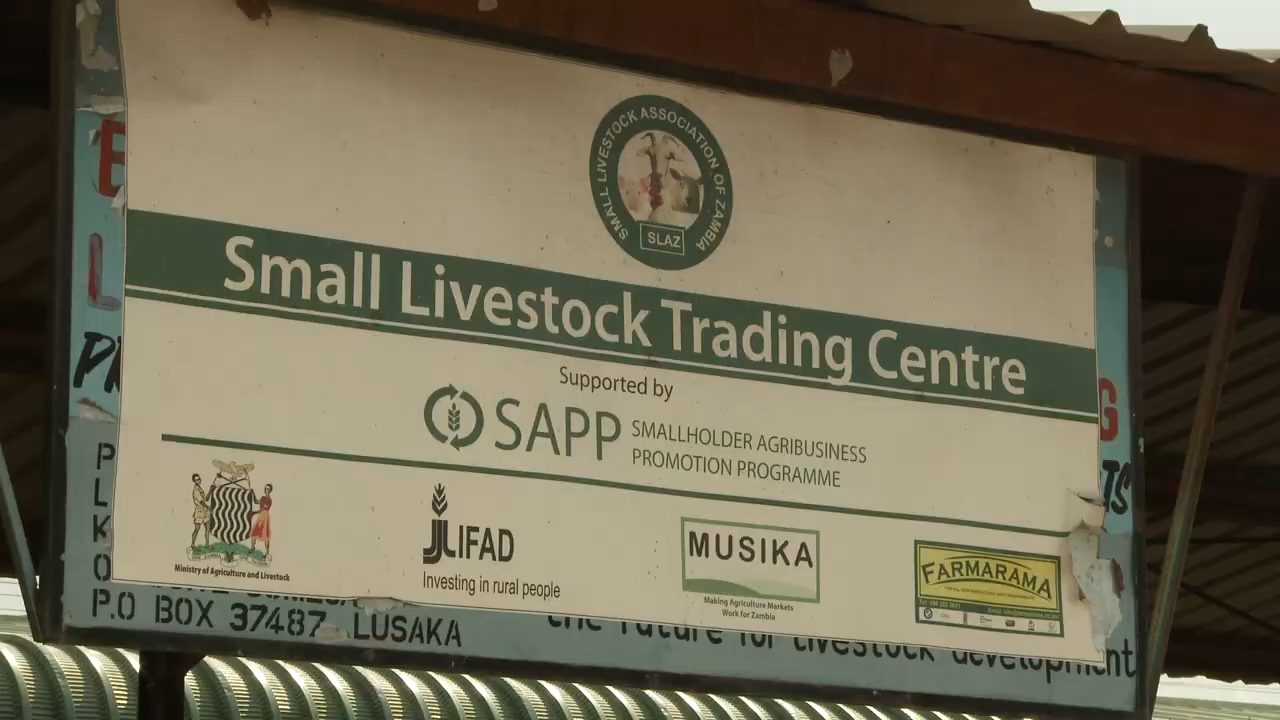 SMALL LIVESTOCK ASSOCIATION OF ZAMBIA
SLAZ
Small Livestock Trading Centre
Supported by
SAPP SMALLHOLDER AGRIBUSINESS
PROMOTION PROGRAMME
Ministry of Agriculture and Livestock
IFAD
Investing in rural people
MUSIKA
Making Agriculture Markets
Work for Zambia
FARMARAMA
P.O BOX 37487 LUSAKA
the future for livestock development